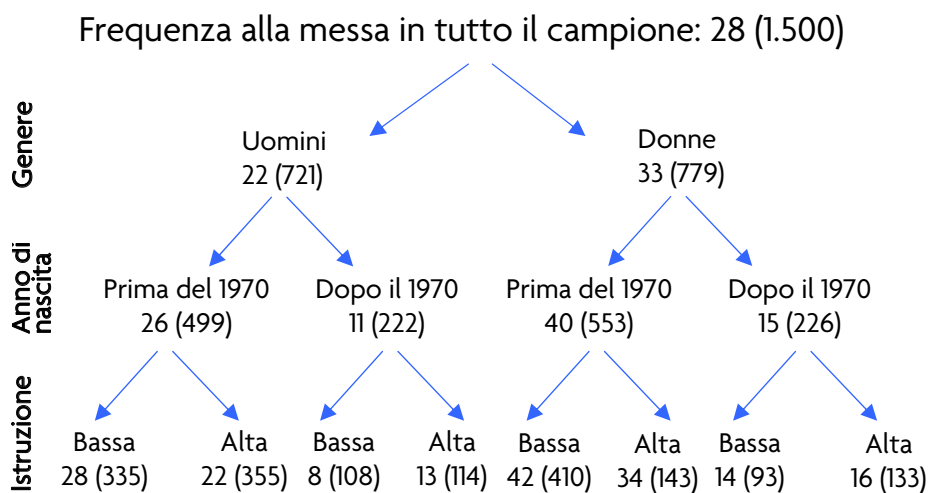 Frequenza alla messa in tutto il campione: 28 (1.500)
Genere
Uomini
22 (721)
Donne
33 (779)
Anno di
nascita
Prima del 1970
26 (499)
Dopo il 1970
11 (222)
Prima del 1970
40 (553)
Dopo il 1970
15 (226)
Istruzione
Bassa
28 (335)
Alta
22 (355)
Bassa
8 (108)
Alta
13 (114)
Bassa
42 (410)
Alta
34 (143)
Bassa
14 (93)
Alta
16 (133)